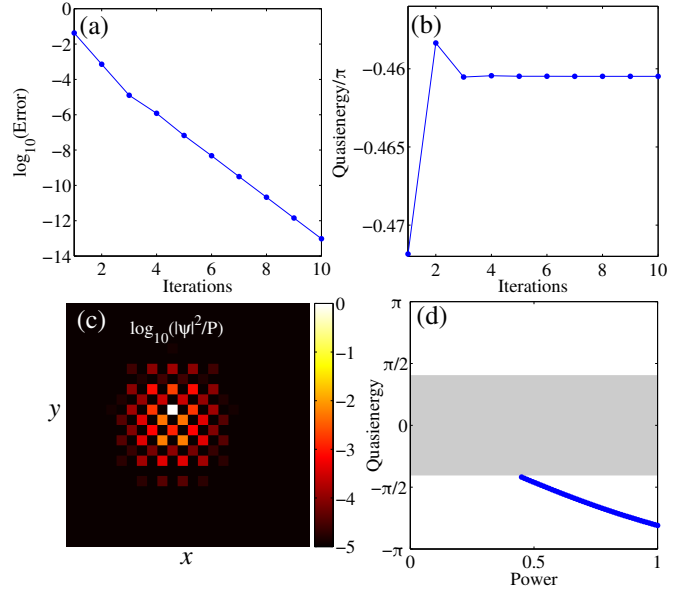 (a)
0
−2
−4
−6
−8
−10
−12
−14
log10(Error)
2 4 6 8 10
Iterations
(b)
−0.46
−0.465
−0.47
Quasienergy/π
2 4 6 8 10
Iterations
(c)
log10(|ψ|²/P)
y
x
0
−1
−2
−3
−4
−5
(d)
π
π/2
0
−π/2
−π
Quasienergy
0 0.5 1
Power